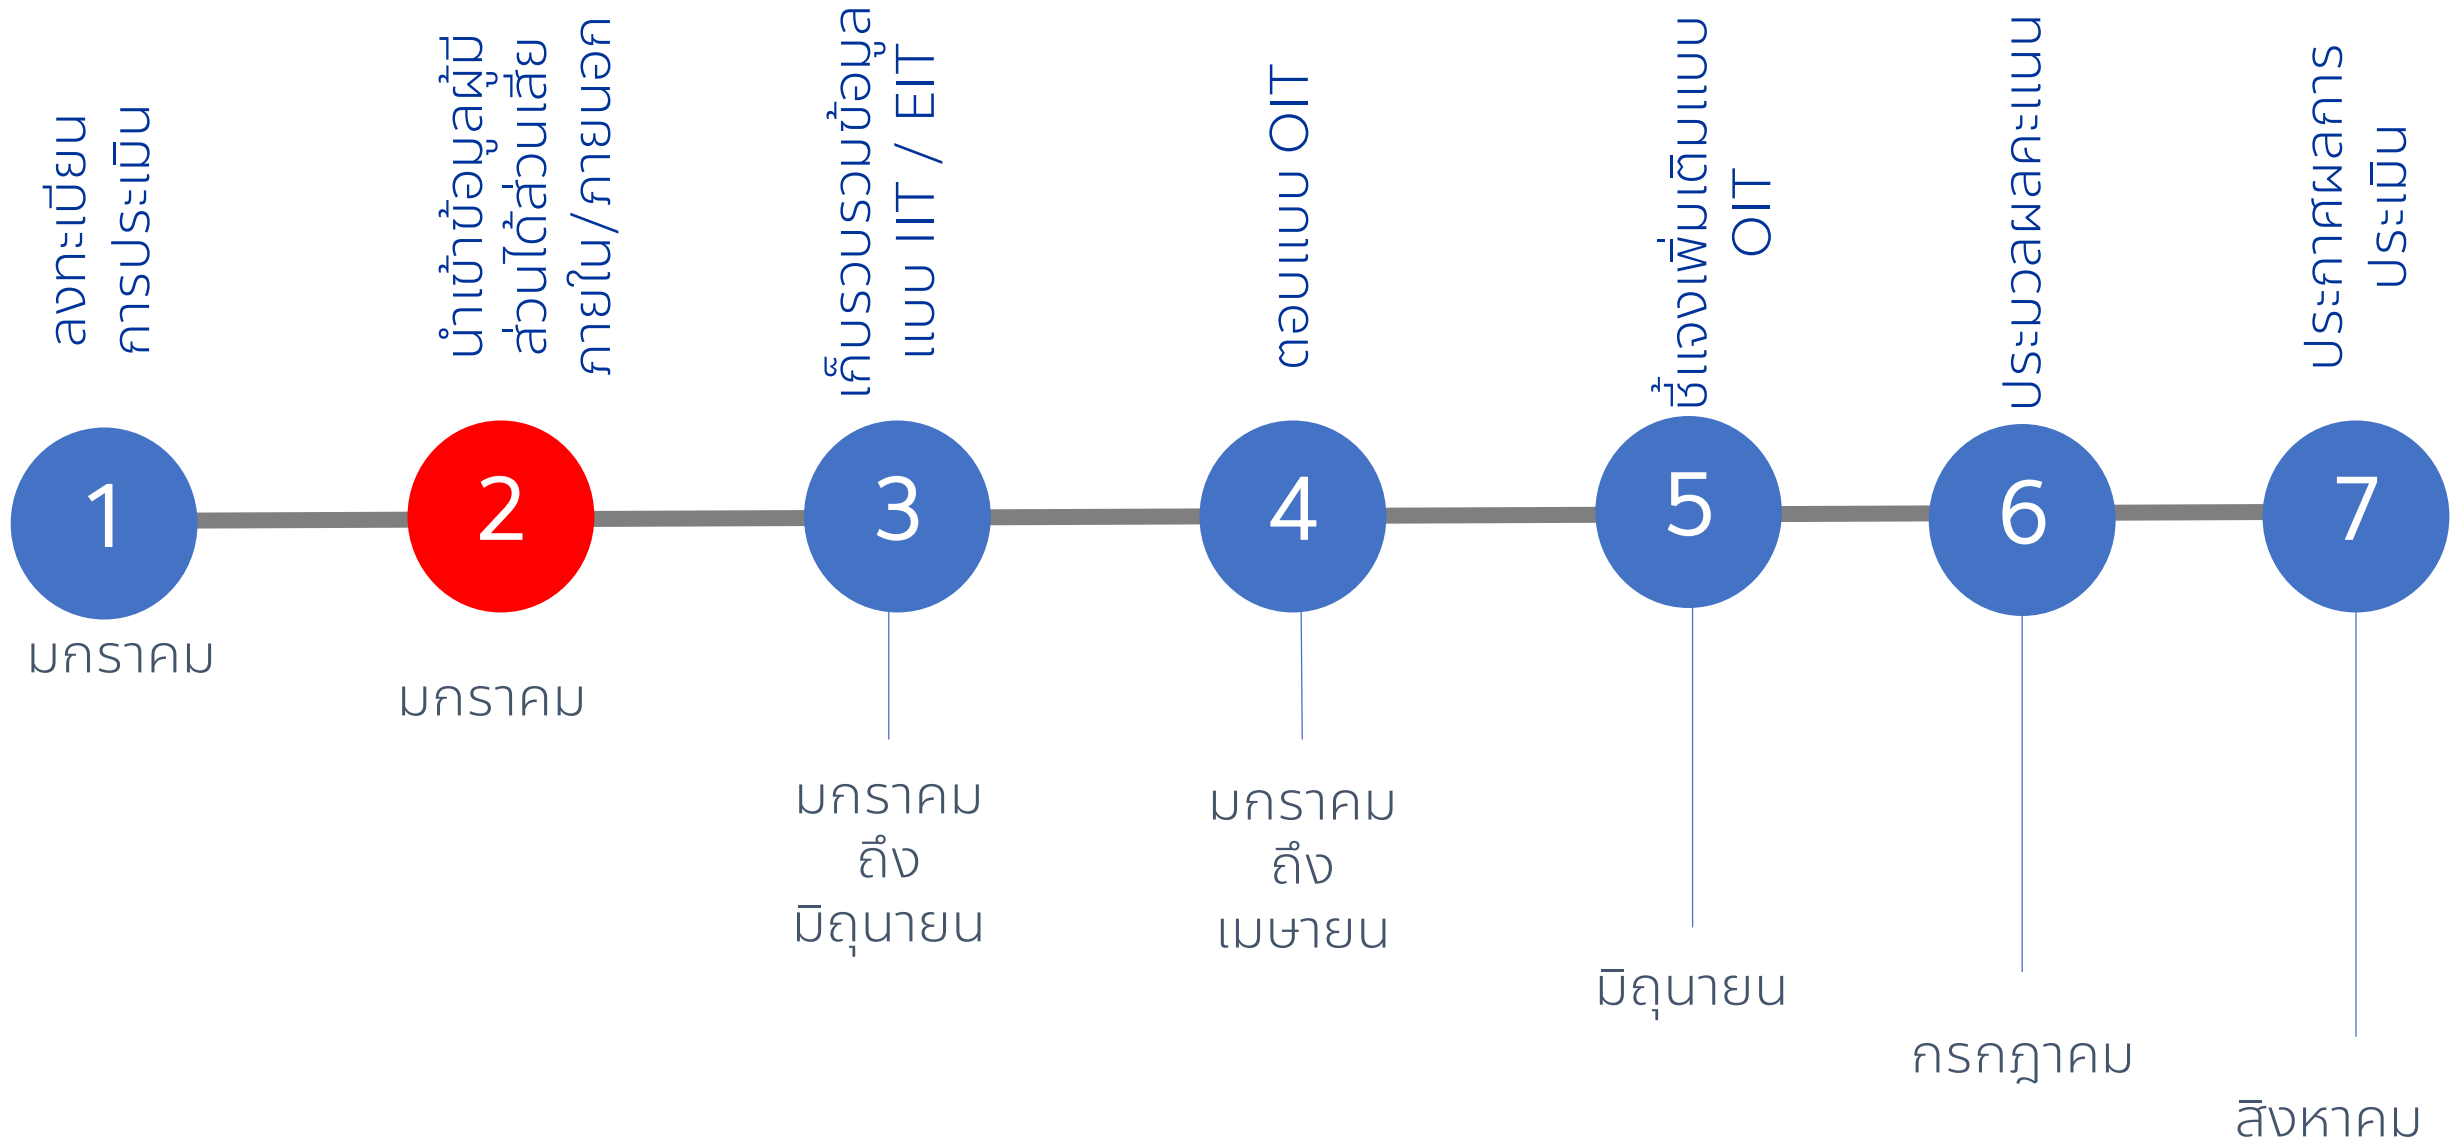 ลงทะเบียน
การประเมิน
นำเข้าข้อมูลผู้มี
ส่วนได้ส่วนเสีย
ภายใน/ภายนอก
เก็บรวบรวมข้อมูล
แบบ IIT / EIT
ตอบแบบ OIT
ชี้แจงเพิ่มเติมแบบ
OIT
ประมวลผลคะแนน
ประกาศผลการ
ประเมิน
1
2
3
4
5
6
7
มกราคม
มกราคม
มกราคม
ถึง
มิถุนายน
มกราคม
ถึง
เมษายน
มิถุนายน
กรกฎาคม
สิงหาคม